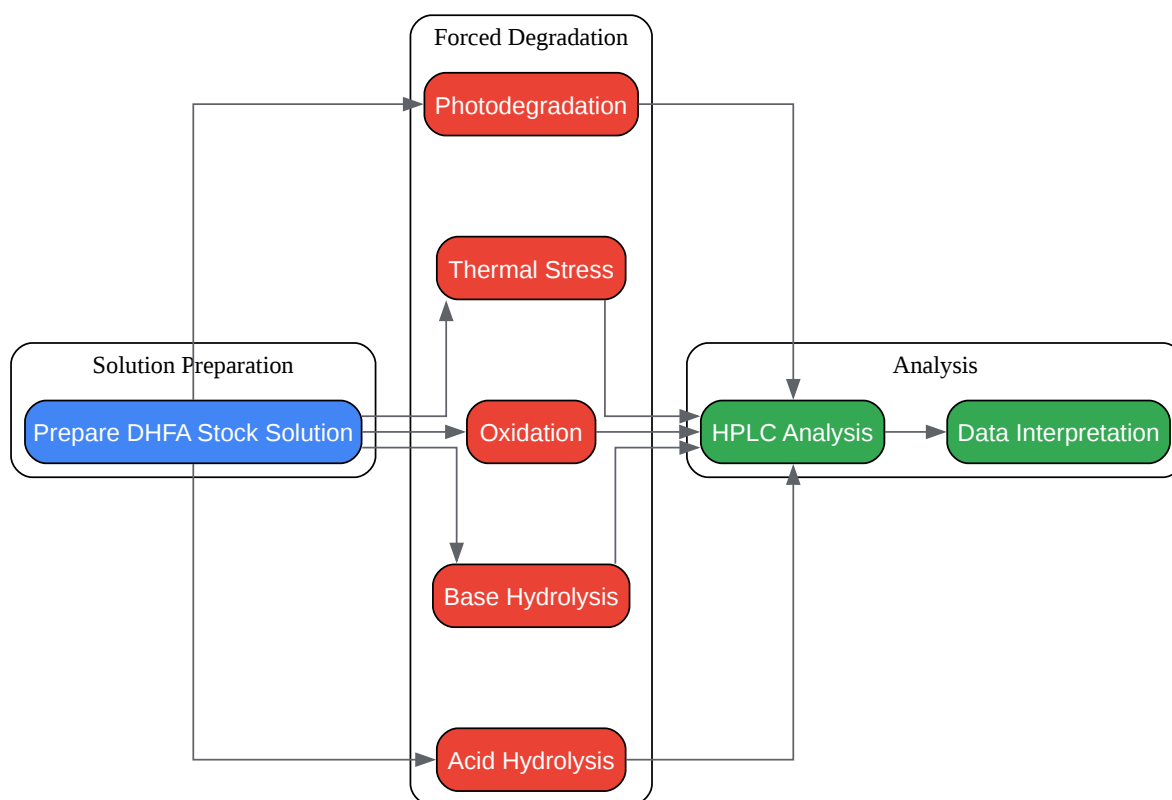 Forced Degradation
Photodegradation
Thermal Stress
Solution Preparation
Analysis
Prepare DHFA Stock Solution
Oxidation
HPLC Analysis
Data Interpretation
Base Hydrolysis
Acid Hydrolysis